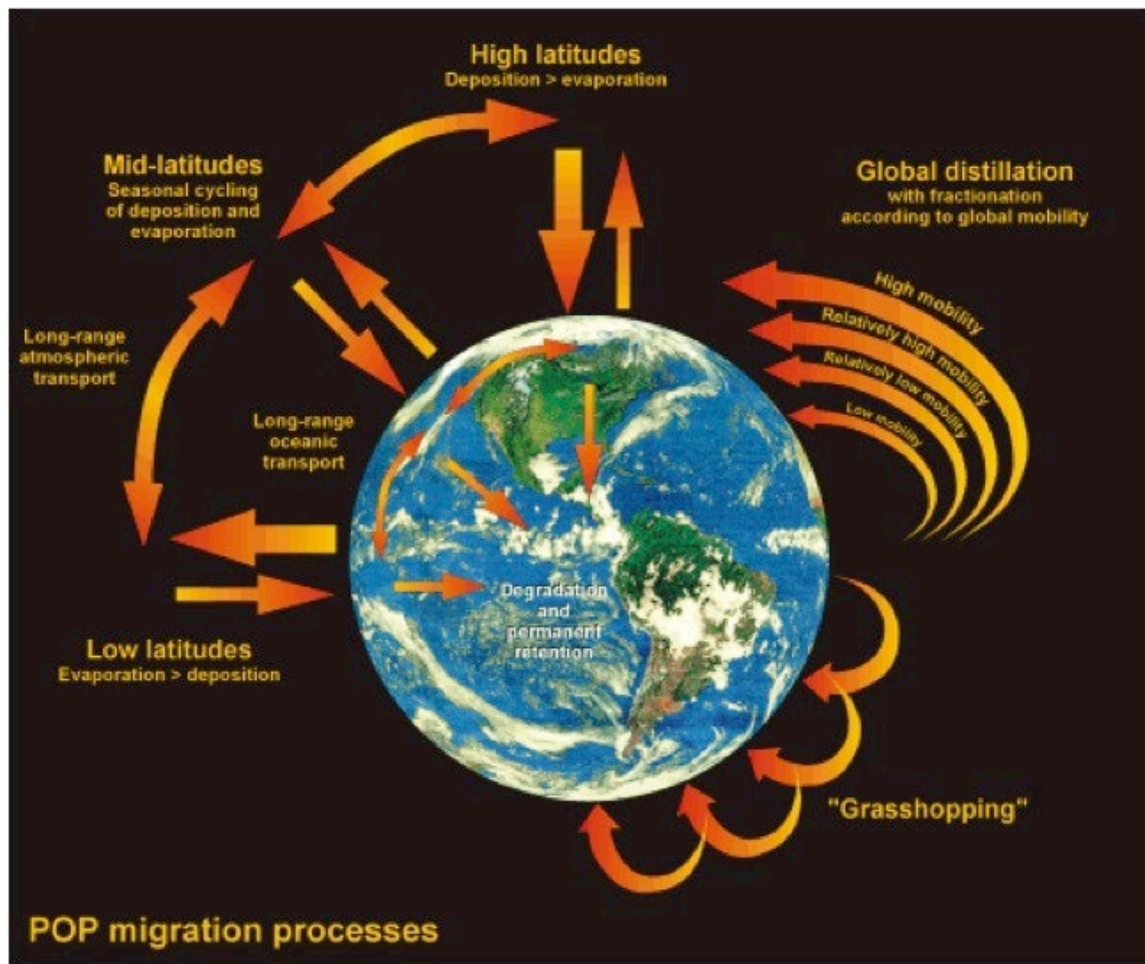 High latitudes
Deposition > evaporation
Mid-latitudes
Seasonal cycling
of deposition and
evaporation
Global distillation
with fractionation
according to global mobility
High mobility
Relatively high mobility
Relatively low mobility
Low mobility
Long-range
atmospheric
transport
Long-range
oceanic
transport
Degradation
and
permanent
retention
Low latitudes
Evaporation > deposition
"Grasshopping"
POP migration processes